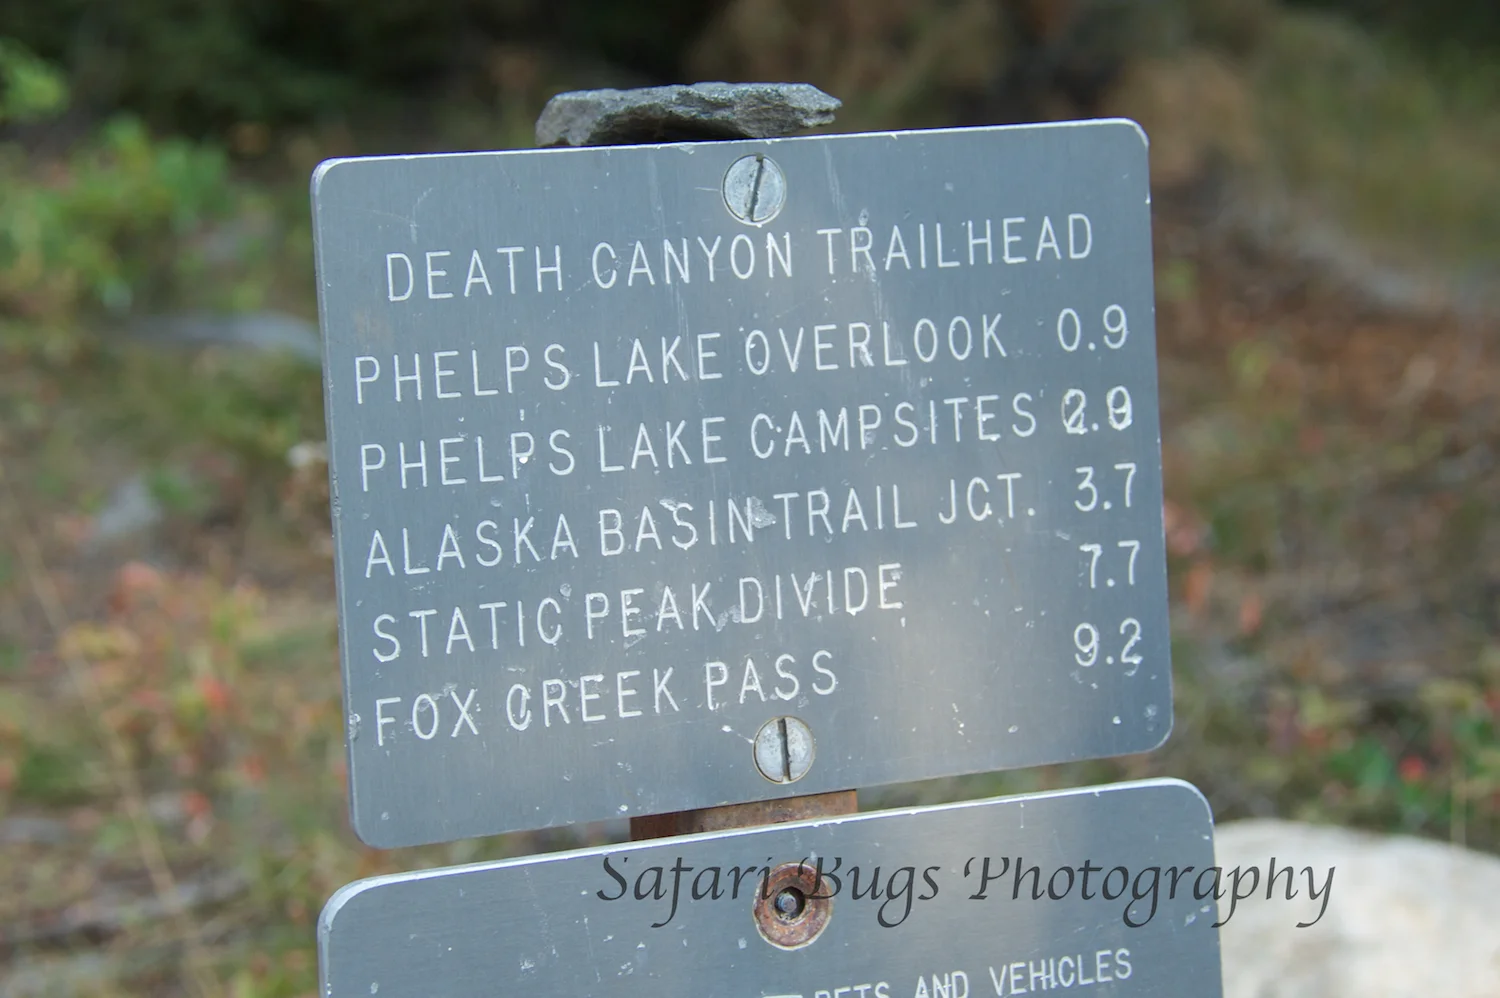 DEATH CANYON TRAILHEAD
PHELPS LAKE OVERLOOK 0.9
PHELPS LAKE CAMPSITES
ALASKA BASIN TRAIL JCT. 3.7
STATIC PEAK DIVIDE 7.7
FOX CREEK PASS 9.2
Safari Bugs Photography
PETS AND VEHICLES